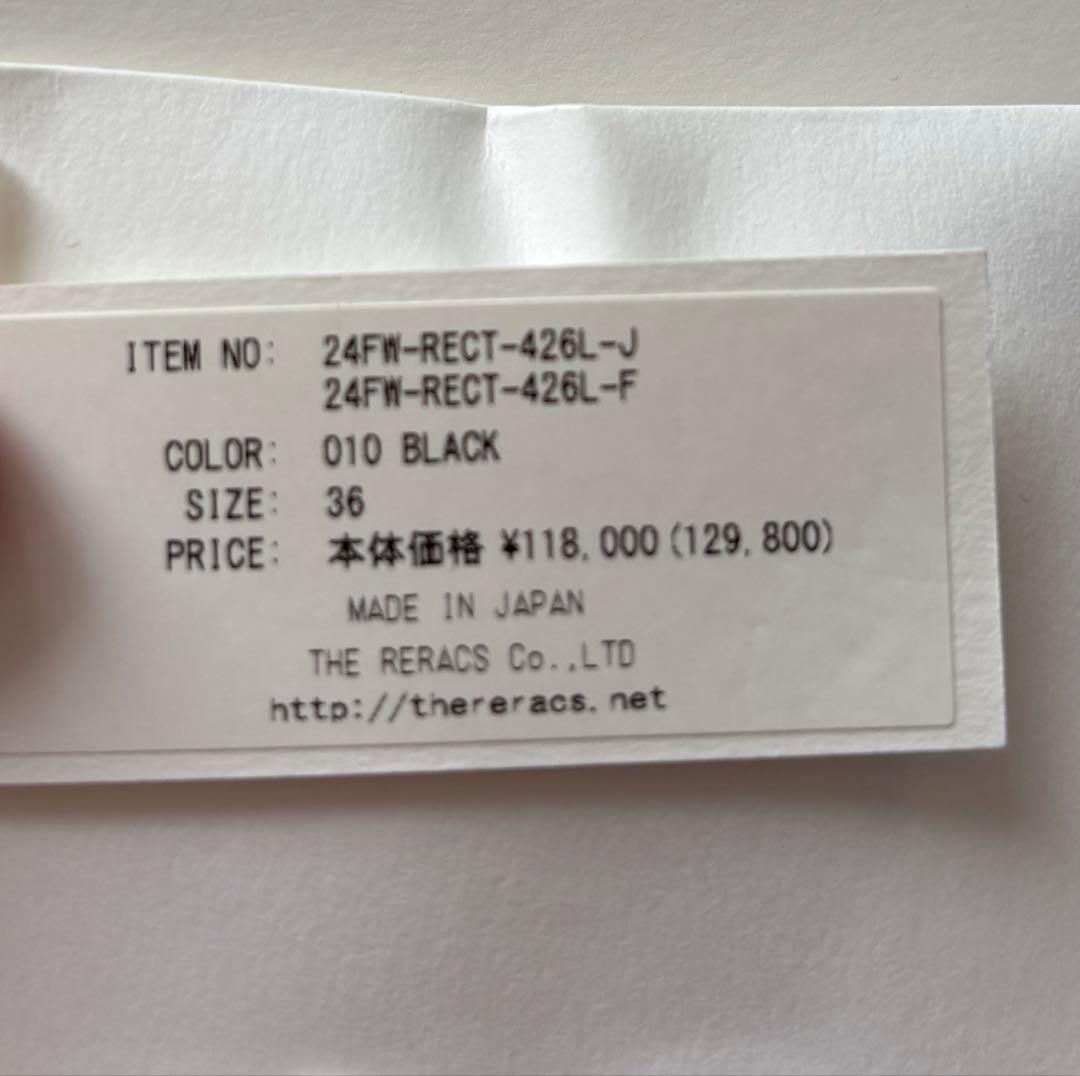 ITEM NO: 24FW-RECT-426L-J
24FW-RECT-426L-F
COLOR: 010 BLACK
SIZE: 36
PRICE: 本体価格 ¥118,000(129,800)
MADE IN JAPAN
THE RERACS Co.,LTD
http://thereracs.net